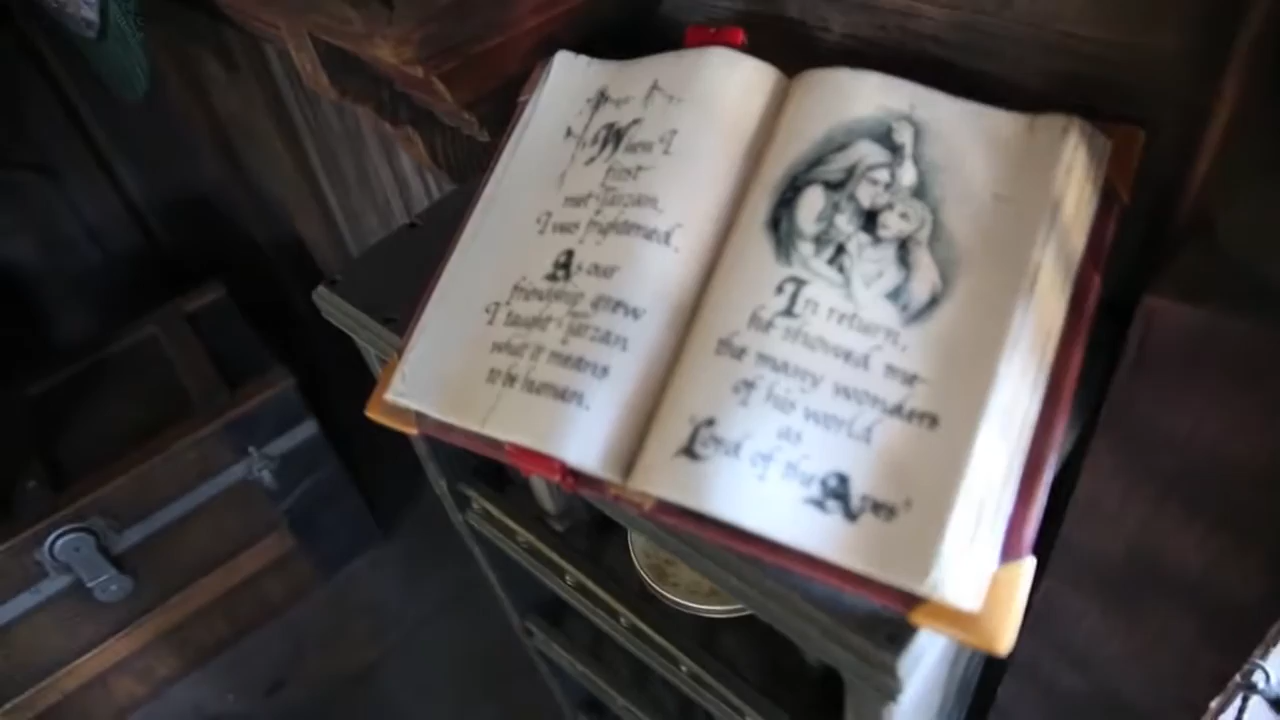 When I
first
met Tarzan,
I was frightened.
As our
friendship grew
I taught Tarzan
what it means
to be human.
In return,
he showed me
the many wonders
of his world
as
'Lord of the Apes'